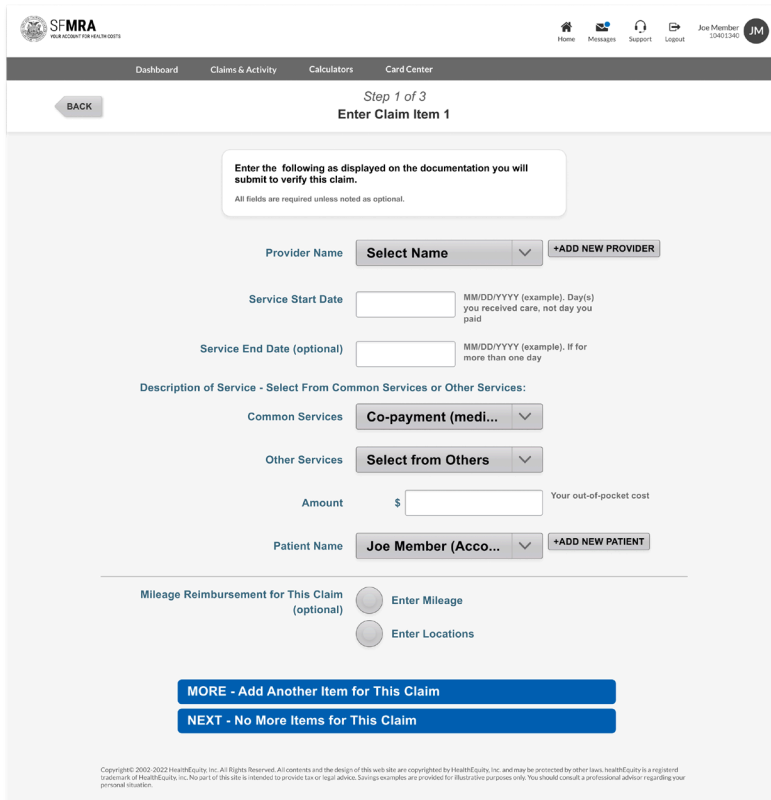 SFMRA
YOUR ACCOUNT FOR HEALTH COSTS
Home
Messages
Support
Logout
Joe Member
10401340
JM
Dashboard
Claims & Activity
Calculators
Card Center
BACK
Step 1 of 3
Enter Claim Item 1
Enter the following as displayed on the documentation you will
submit to verify this claim.
All fields are required unless noted as optional.
Provider Name
Select Name
+ADD NEW PROVIDER
Service Start Date
MM/DD/YYYY (example). Day(s)
you received care, not day you
paid
Service End Date (optional)
MM/DD/YYYY (example). If for
more than one day
Description of Service - Select From Common Services or Other Services:
Common Services
Co-payment (medi...
Other Services
Select from Others
Amount
$
Your out-of-pocket cost
Patient Name
Joe Member (Acco...
+ADD NEW PATIENT
Mileage Reimbursement for This Claim
(optional)
Enter Mileage
Enter Locations
MORE - Add Another Item for This Claim
NEXT - No More Items for This Claim
Copyright© 2002-2022 HealthEquity, Inc. All Rights Reserved. All contents and the design of this web site are copyrighted by HealthEquity, Inc. and may be protected by other laws. healthEquity is a registerd
trademark of HealthEquity, inc. No part of this site is intended to provide tax or legal advice. Savings examples are provided for illustrative purposes only. You should consult a professional advisor regarding your
personal situation.